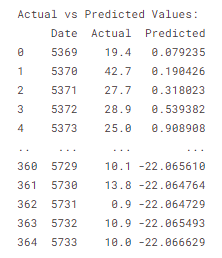 Actual vs Predicted Values:
Date Actual Predicted
0 5369 19.4 0.079235
1 5370 42.7 0.190426
2 5371 27.7 0.318023
3 5372 28.9 0.539382
4 5373 25.0 0.908908
.. ... ... ...
360 5729 10.1 -22.065610
361 5730 13.8 -22.064764
362 5731 0.9 -22.064729
363 5732 10.9 -22.065493
364 5733 10.0 -22.066629